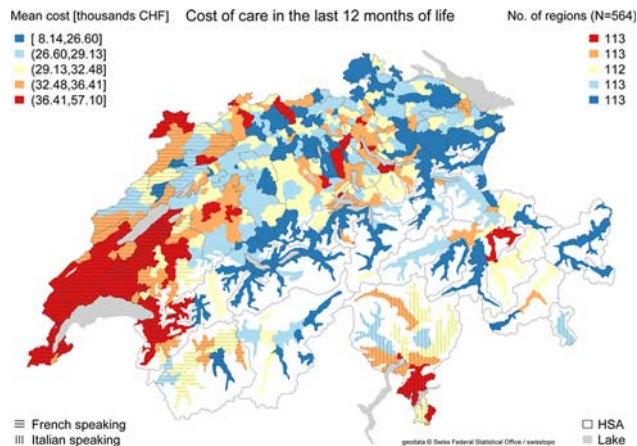 Mean cost [thousands CHF]
Cost of care in the last 12 months of life
No. of regions (N=564)
[ 8.14,26.60]
(26.60,29.13]
(29.13,32.48]
(32.48,36.41]
(36.41,57.10]
113
113
112
113
113
French speaking
Italian speaking
HSA
Lake
geodata © Swiss Federal Statistical Office / swisstopo